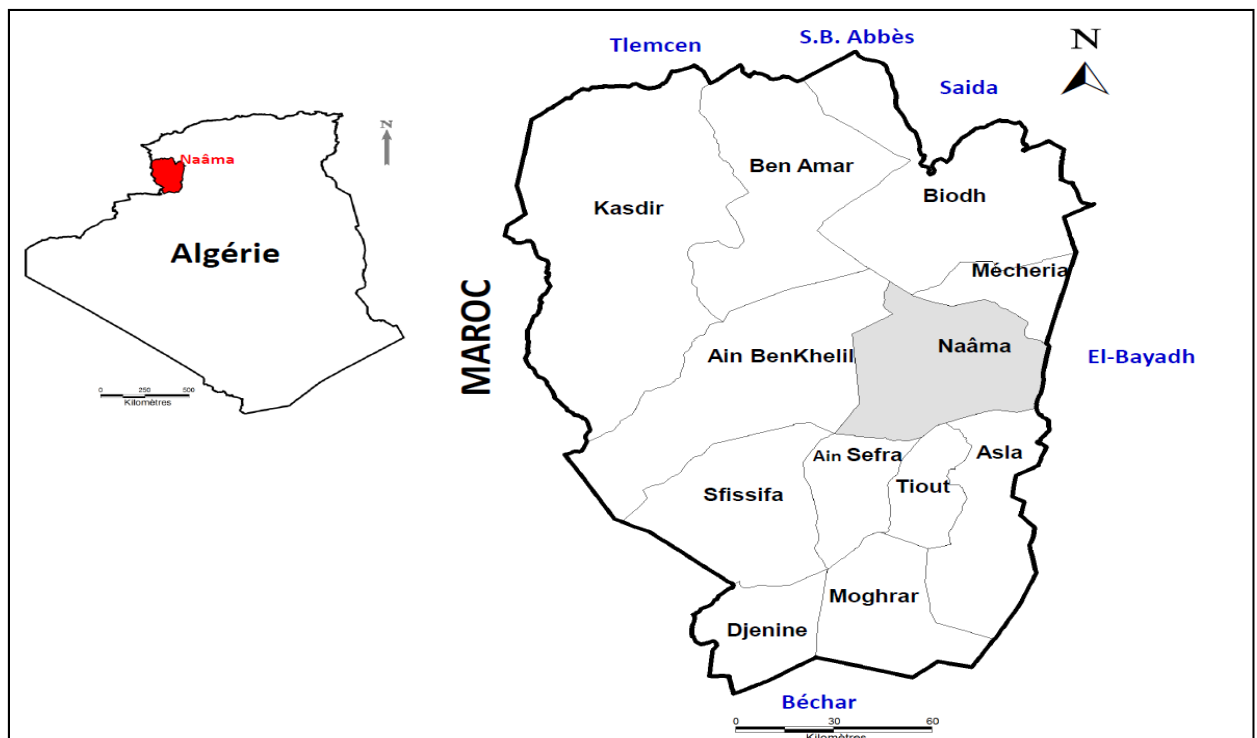 Tlemcen
S.B. Abbès
N
Saida
N
Naâma
Ben Amar
Biodh
Kasdir
Algérie
Mécheria
MAROC
Ain BenKhelil
Naâma
El-Bayadh
0 250 500
Kilomètres
Ain Sefra
Asla
Sfissifa
Tiout
Moghrar
Djenine
Béchar
0 30 60
Kilomètres